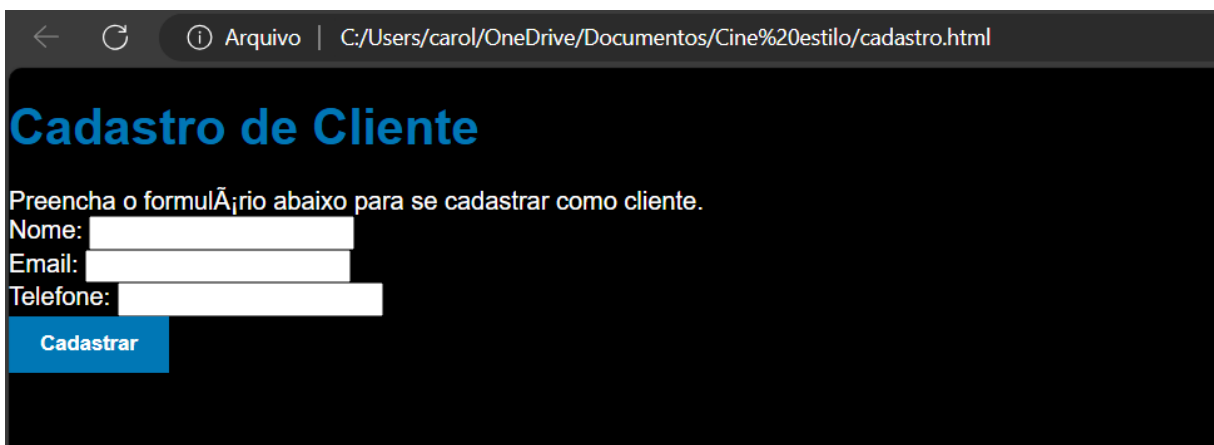 Arquivo | C:/Users/carol/OneDrive/Documentos/Cine%20estilo/cadastro.html
Cadastro de Cliente
Preencha o formulÃ¡rio abaixo para se cadastrar como cliente.
Nome:
Email:
Telefone:
Cadastrar